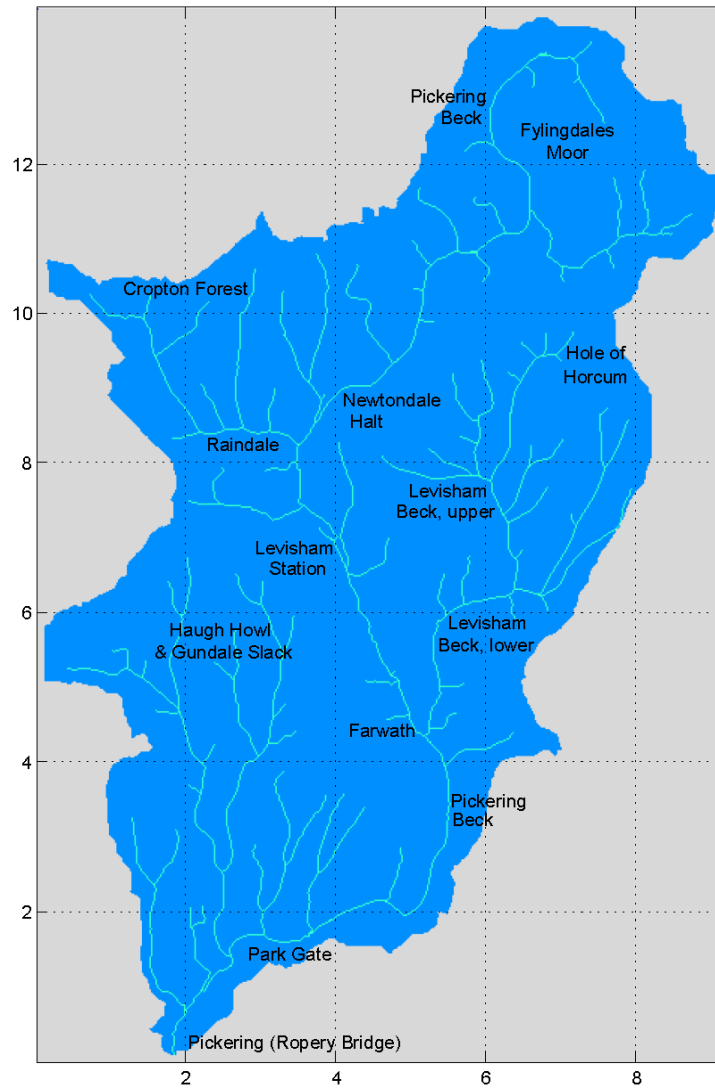 Pickering
Beck
Fylingdales
Moor
12
Cropton Forest
10
Hole of
Horcum
Newtondale
Halt
Raindale
8
Levisham
Beck, upper
Levisham
Station
6
Haugh Howl
& Gundale Slack
Levisham
Beck, lower
Farwath
4
Pickering
Beck
2
Park Gate
Pickering (Ropery Bridge)
2 4 6 8